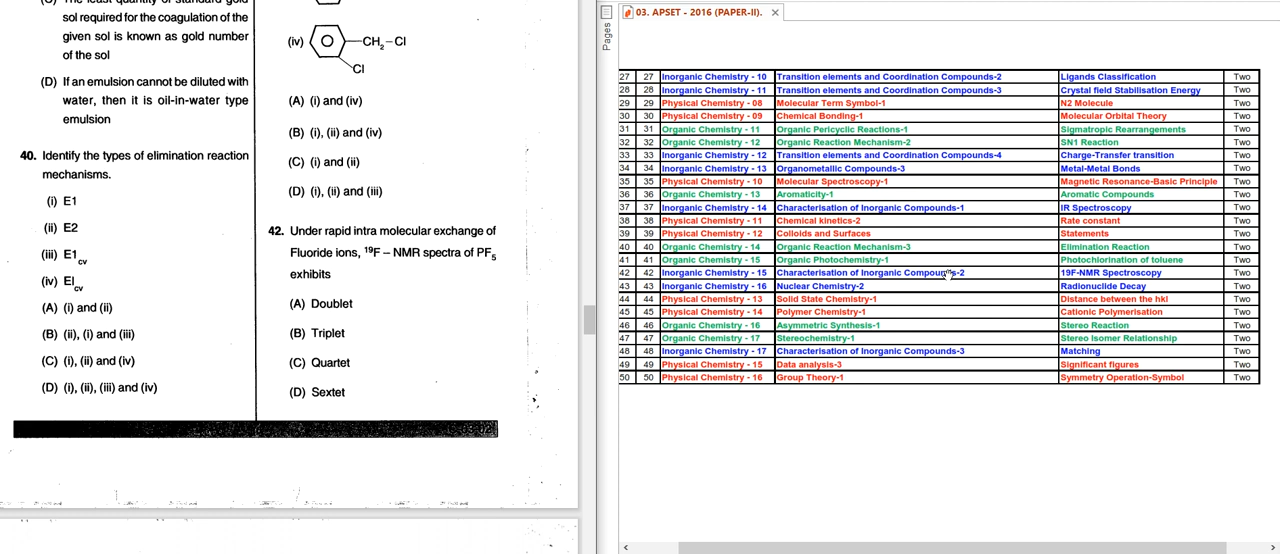 (C) The least quantity of standard gold
sol required for the coagulation of the
given sol is known as gold number
of the sol
(D) If an emulsion cannot be diluted with
water, then it is oil-in-water type
emulsion
40. Identify the types of elimination reaction
mechanisms.
(i) E1
(ii) E2
(iii) E1cv
(iv) EIcv
(A) (i) and (ii)
(B) (ii), (i) and (iii)
(C) (i), (ii) and (iv)
(D) (i), (ii), (iii) and (iv)
(iv) CH2–Cl
Cl
(A) (i) and (iv)
(B) (i), (ii) and (iv)
(C) (i) and (ii)
(D) (i), (ii) and (iii)
42. Under rapid intra molecular exchange of
Fluoride ions, 19F – NMR spectra of PF5
exhibits
(A) Doublet
(B) Triplet
(C) Quartet
(D) Sextet
Pages
03. APSET - 2016 (PAPER-II).
27 27 Inorganic Chemistry - 10 Transition elements and Coordination Compounds-2 Ligands Classification Two
28 28 Inorganic Chemistry - 11 Transition elements and Coordination Compounds-3 Crystal field Stabilisation Energy Two
29 29 Physical Chemistry - 08 Molecular Term Symbol-1 N2 Molecule Two
30 30 Physical Chemistry - 09 Chemical Bonding-1 Molecular Orbital Theory Two
31 31 Organic Chemistry - 11 Organic Pericyclic Reactions-1 Sigmatropic Rearrangements Two
32 32 Organic Chemistry - 12 Organic Reaction Mechanism-2 SN1 Reaction Two
33 33 Inorganic Chemistry - 12 Transition elements and Coordination Compounds-4 Charge-Transfer transition Two
34 34 Inorganic Chemistry - 13 Organometallic Compounds-3 Metal-Metal Bonds Two
35 35 Physical Chemistry - 10 Molecular Spectroscopy-1 Magnetic Resonance-Basic Principle Two
36 36 Organic Chemistry - 13 Aromaticity-1 Aromatic Compounds Two
37 37 Inorganic Chemistry - 14 Characterisation of Inorganic Compounds-1 IR Spectroscopy Two
38 38 Physical Chemistry - 11 Chemical kinetics-2 Rate constant Two
39 39 Physical Chemistry - 12 Colloids and Surfaces Statements Two
40 40 Organic Chemistry - 14 Organic Reaction Mechanism-3 Elimination Reaction Two
41 41 Organic Chemistry - 15 Organic Photochemistry-1 Photochlorination of toluene Two
42 42 Inorganic Chemistry - 15 Characterisation of Inorganic Compounds-2 19F-NMR Spectroscopy Two
43 43 Inorganic Chemistry - 16 Nuclear Chemistry-2 Radionuclide Decay Two
44 44 Physical Chemistry - 13 Solid State Chemistry-1 Distance between the hkl Two
45 45 Physical Chemistry - 14 Polymer Chemistry-1 Cationic Polymerisation Two
46 46 Organic Chemistry - 16 Asymmetric Synthesis-1 Stereo Reaction Two
47 47 Organic Chemistry - 17 Stereochemistry-1 Stereo Isomer Relationship Two
48 48 Inorganic Chemistry - 17 Characterisation of Inorganic Compounds-3 Matching Two
49 49 Physical Chemistry - 15 Data analysis-3 Significant figures Two
50 50 Physical Chemistry - 16 Group Theory-1 Symmetry Operation-Symbol Two